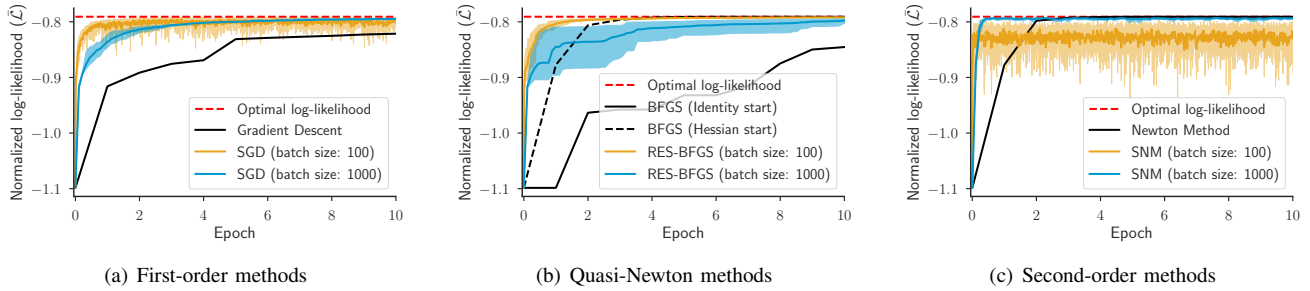 Normalized log-likelihood (ℒ̄)
−0.8
−0.9
−1.0
−1.1
Optimal log-likelihood
Gradient Descent
SGD (batch size: 100)
SGD (batch size: 1000)
0 2 4 6 8 10
Epoch
(a) First-order methods
Normalized log-likelihood (ℒ̄)
−0.8
−0.9
−1.0
−1.1
Optimal log-likelihood
BFGS (Identity start)
BFGS (Hessian start)
RES-BFGS (batch size: 100)
RES-BFGS (batch size: 1000)
0 2 4 6 8 10
Epoch
(b) Quasi-Newton methods
Normalized log-likelihood (ℒ̄)
−0.8
−0.9
−1.0
−1.1
Optimal log-likelihood
Newton Method
SNM (batch size: 100)
SNM (batch size: 1000)
0 2 4 6 8 10
Epoch
(c) Second-order methods